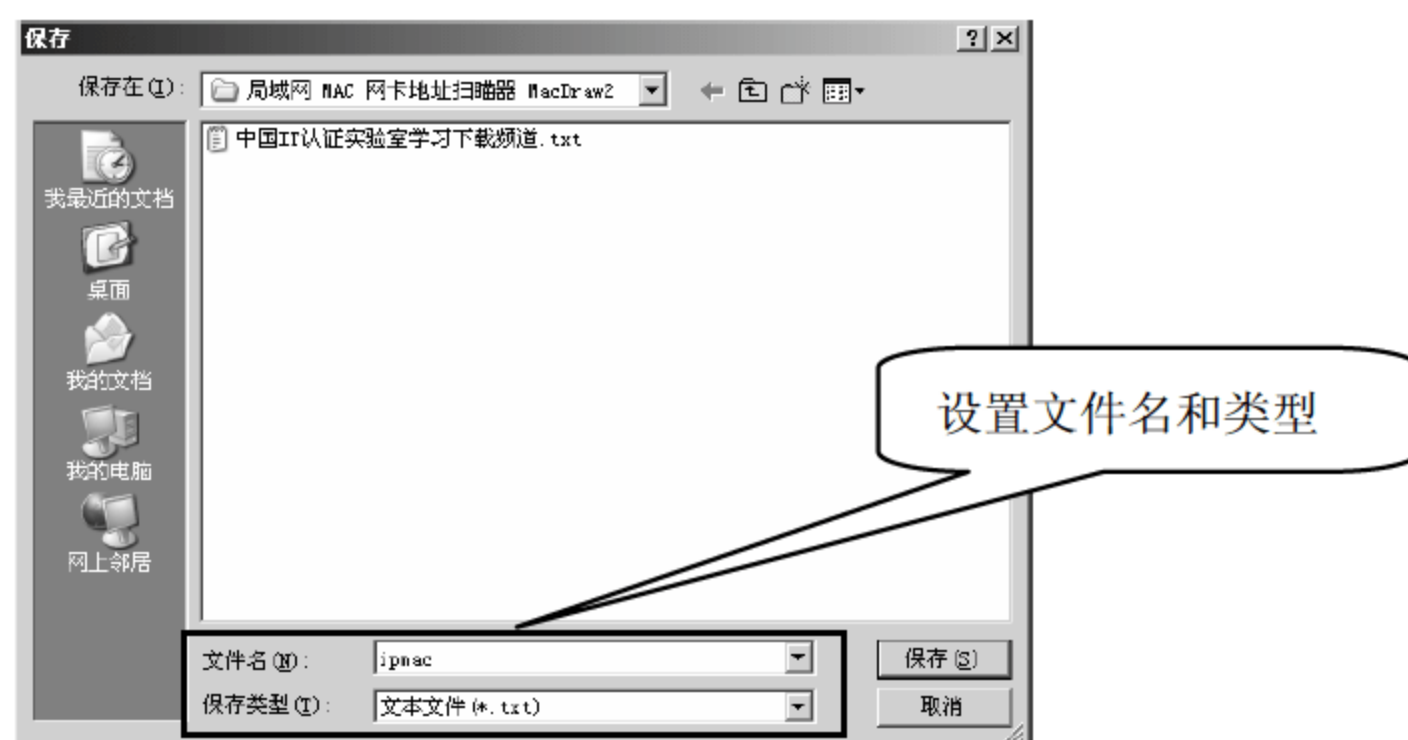 保存
保存在(I):
局域网 MAC 网卡地址扫瞄器 MacDraw2
中国IT认证实验室学习下载频道.txt
我最近的文档
桌面
我的文档
我的电脑
网上邻居
设置文件名和类型
文件名(N):
ipmac
保存(S)
保存类型(T):
文本文件(*.txt)
取消